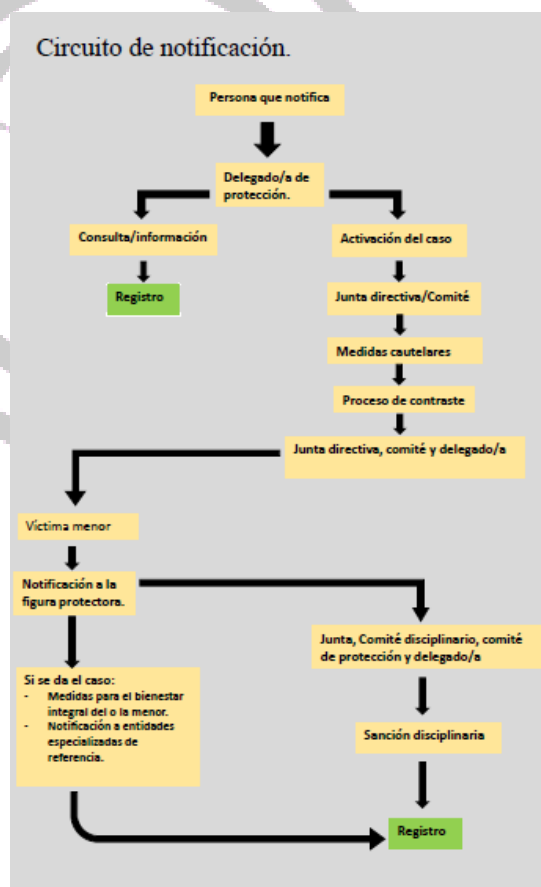 Circuito de notificación.
Persona que notifica
Delegado/a de
protección.
Consulta/información
Activación del caso
Registro
Junta directiva/Comité
Medidas cautelares
Proceso de contraste
Junta directiva, comité y delegado/a
Víctima menor
Notificación a la
figura protectora.
Junta, Comité disciplinario, comité
de protección y delegado/a
Si se da el caso:
- Medidas para el bienestar
integral del o la menor.
- Notificación a entidades
especializadas de
referencia.
Sanción disciplinaria
Registro